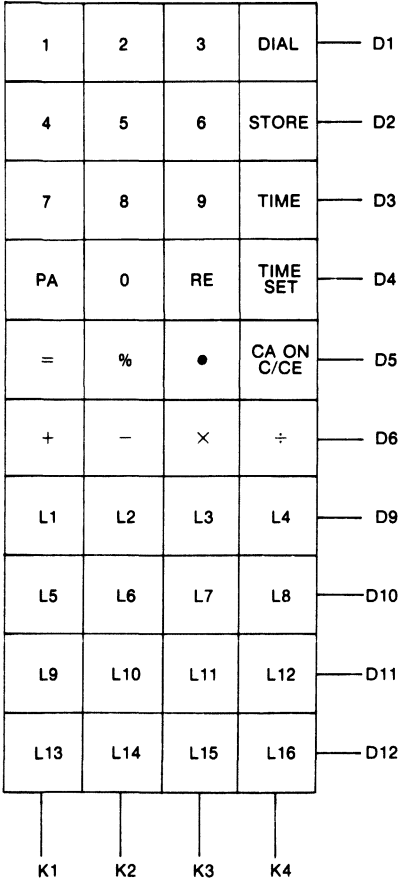 1 2 3 DIAL D1
4 5 6 STORE D2
7 8 9 TIME D3
PA 0 RE TIME SET D4
= % • CA ON C/CE D5
+ − × ÷ D6
L1 L2 L3 L4 D9
L5 L6 L7 L8 D10
L9 L10 L11 L12 D11
L13 L14 L15 L16 D12
K1 K2 K3 K4